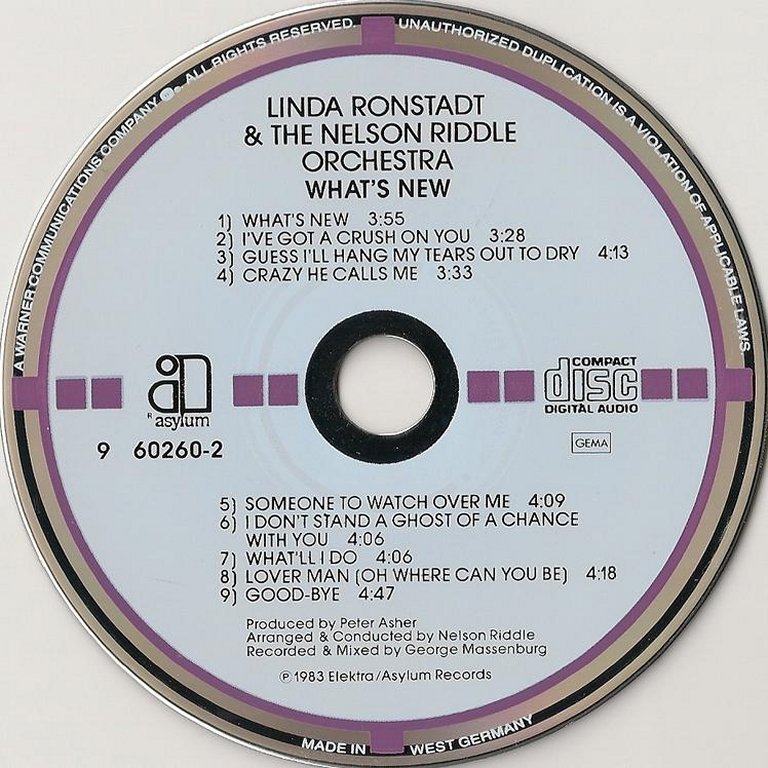 A WARNER COMMUNICATIONS COMPANY ALL RIGHTS RESERVED. UNAUTHORIZED DUPLICATION IS A VIOLATION OF APPLICABLE LAWS
LINDA RONSTADT
& THE NELSON RIDDLE
ORCHESTRA
WHAT'S NEW
1) WHAT'S NEW 3:55
2) I'VE GOT A CRUSH ON YOU 3:28
3) GUESS I'LL HANG MY TEARS OUT TO DRY 4:13
4) CRAZY HE CALLS ME 3:33
R asylum
9 60260-2
COMPACT
disc
DIGITAL AUDIO
GEMA
5) SOMEONE TO WATCH OVER ME 4:09
6) I DON'T STAND A GHOST OF A CHANCE
WITH YOU 4:06
7) WHAT'LL I DO 4:06
8) LOVER MAN (OH WHERE CAN YOU BE) 4:18
9) GOOD-BYE 4:47
Produced by Peter Asher
Arranged & Conducted by Nelson Riddle
Recorded & Mixed by George Massenburg
℗ 1983 Elektra/Asylum Records
MADE IN WEST GERMANY